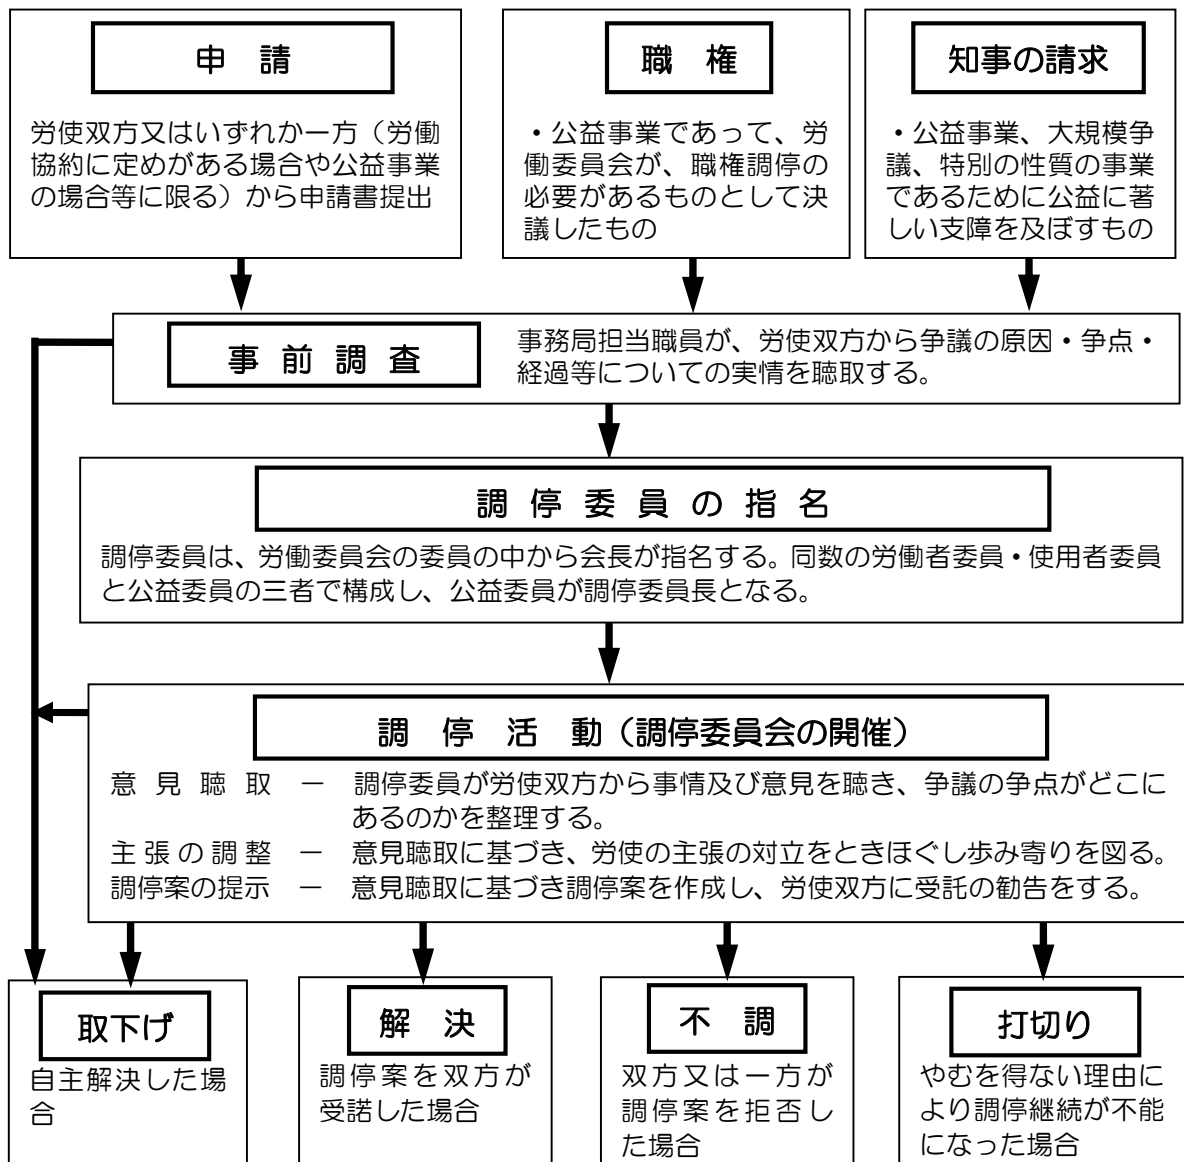 申 請
労使双方又はいずれか一方（労働
協約に定めがある場合や公益事業
の場合等に限る）から申請書提出
職 権
・公益事業であって、労
働委員会が、職権調停の
必要があるものとして決
議したもの
知事の請求
・公益事業、大規模争
議、特別の性質の事業
であるために公益に著
しい支障を及ぼすもの
事 前 調 査
事務局担当職員が、労使双方から争議の原因・争点・
経過等についての実情を聴取する。
調 停 委 員 の 指 名
調停委員は、労働委員会の委員の中から会長が指名する。同数の労働者委員・使用者委員
と公益委員の三者で構成し、公益委員が調停委員長となる。
調 停 活 動（調停委員会の開催）
意 見 聴 取 － 調停委員が労使双方から事情及び意見を聴き、争議の争点がどこに
あるのかを整理する。
主張の調整 － 意見聴取に基づき、労使の主張の対立をときほぐし歩み寄りを図る。
調停案の提示 － 意見聴取に基づき調停案を作成し、労使双方に受託の勧告をする。
取下げ
自主解決した場
合
解 決
調停案を双方が
受諾した場合
不 調
双方又は一方が
調停案を拒否し
た場合
打切り
やむを得ない理由に
より調停継続が不能
になった場合